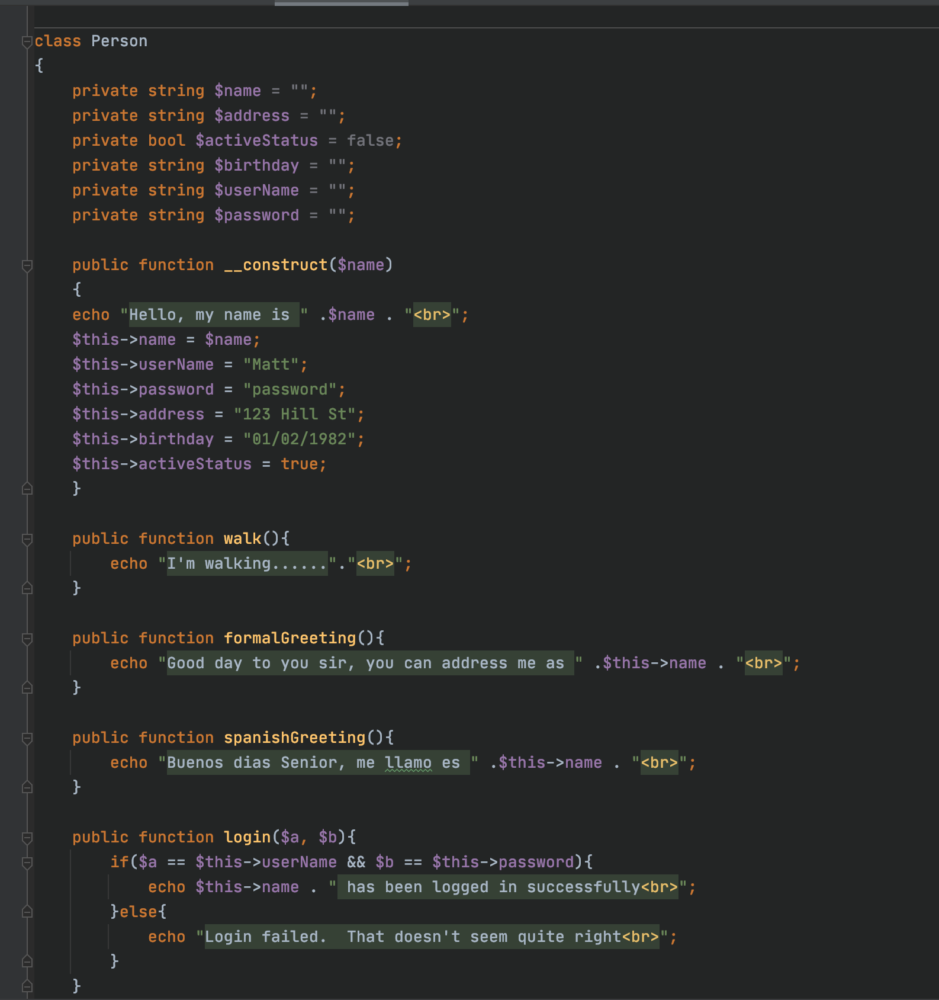 class Person
{
    private string $name = "";
    private string $address = "";
    private bool $activeStatus = false;
    private string $birthday = "";
    private string $userName = "";
    private string $password = "";

    public function __construct($name)
    {
    echo "Hello, my name is " .$name . "<br>";
    $this->name = $name;
    $this->userName = "Matt";
    $this->password = "password";
    $this->address = "123 Hill St";
    $this->birthday = "01/02/1982";
    $this->activeStatus = true;
    }

    public function walk(){
        echo "I'm walking......"."<br>";
    }

    public function formalGreeting(){
        echo "Good day to you sir, you can address me as " .$this->name . "<br>";
    }

    public function spanishGreeting(){
        echo "Buenos dias Senior, me llamo es " .$this->name . "<br>";
    }

    public function login($a, $b){
        if($a == $this->userName && $b == $this->password){
            echo $this->name . " has been logged in successfully<br>";
        }else{
            echo "Login failed.  That doesn't seem quite right<br>";
        }
    }